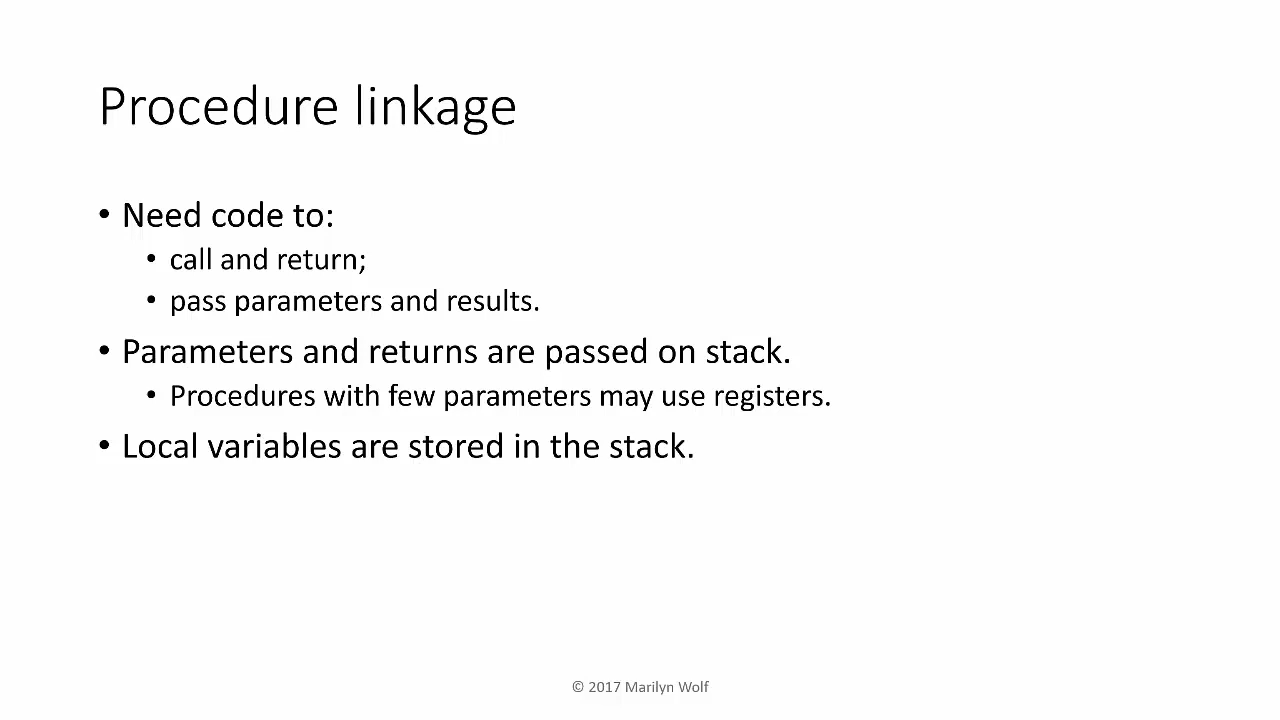 Procedure linkage
• Need code to:
• call and return;
• pass parameters and results.
• Parameters and returns are passed on stack.
• Procedures with few parameters may use registers.
• Local variables are stored in the stack.
© 2017 Marilyn Wolf